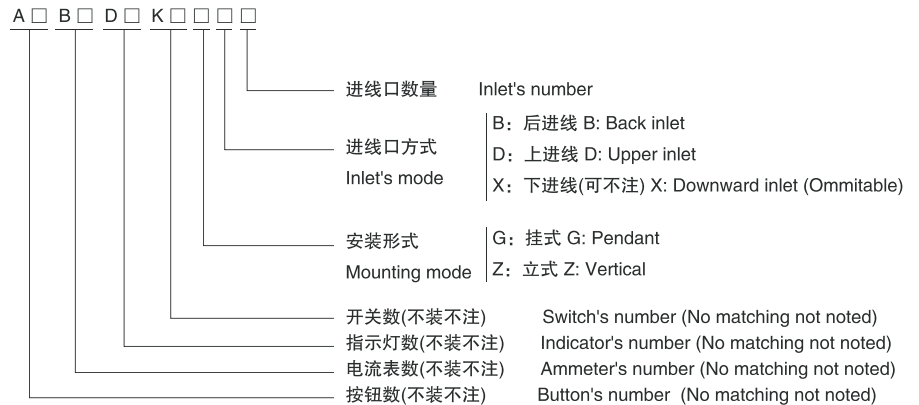 A□ B□ D□ K□ □ □ □
进线口数量 Inlet's number
进线口方式
Inlet's mode
B：后进线 B: Back inlet
D：上进线 D: Upper inlet
X：下进线(可不注) X: Downward inlet (Ommitable)
安装形式
Mounting mode
G：挂式 G: Pendant
Z：立式 Z: Vertical
开关数(不装不注) Switch's number (No matching not noted)
指示灯数(不装不注) Indicator's number (No matching not noted)
电流表数(不装不注) Ammeter's number (No matching not noted)
按钮数(不装不注) Button's number (No matching not noted)